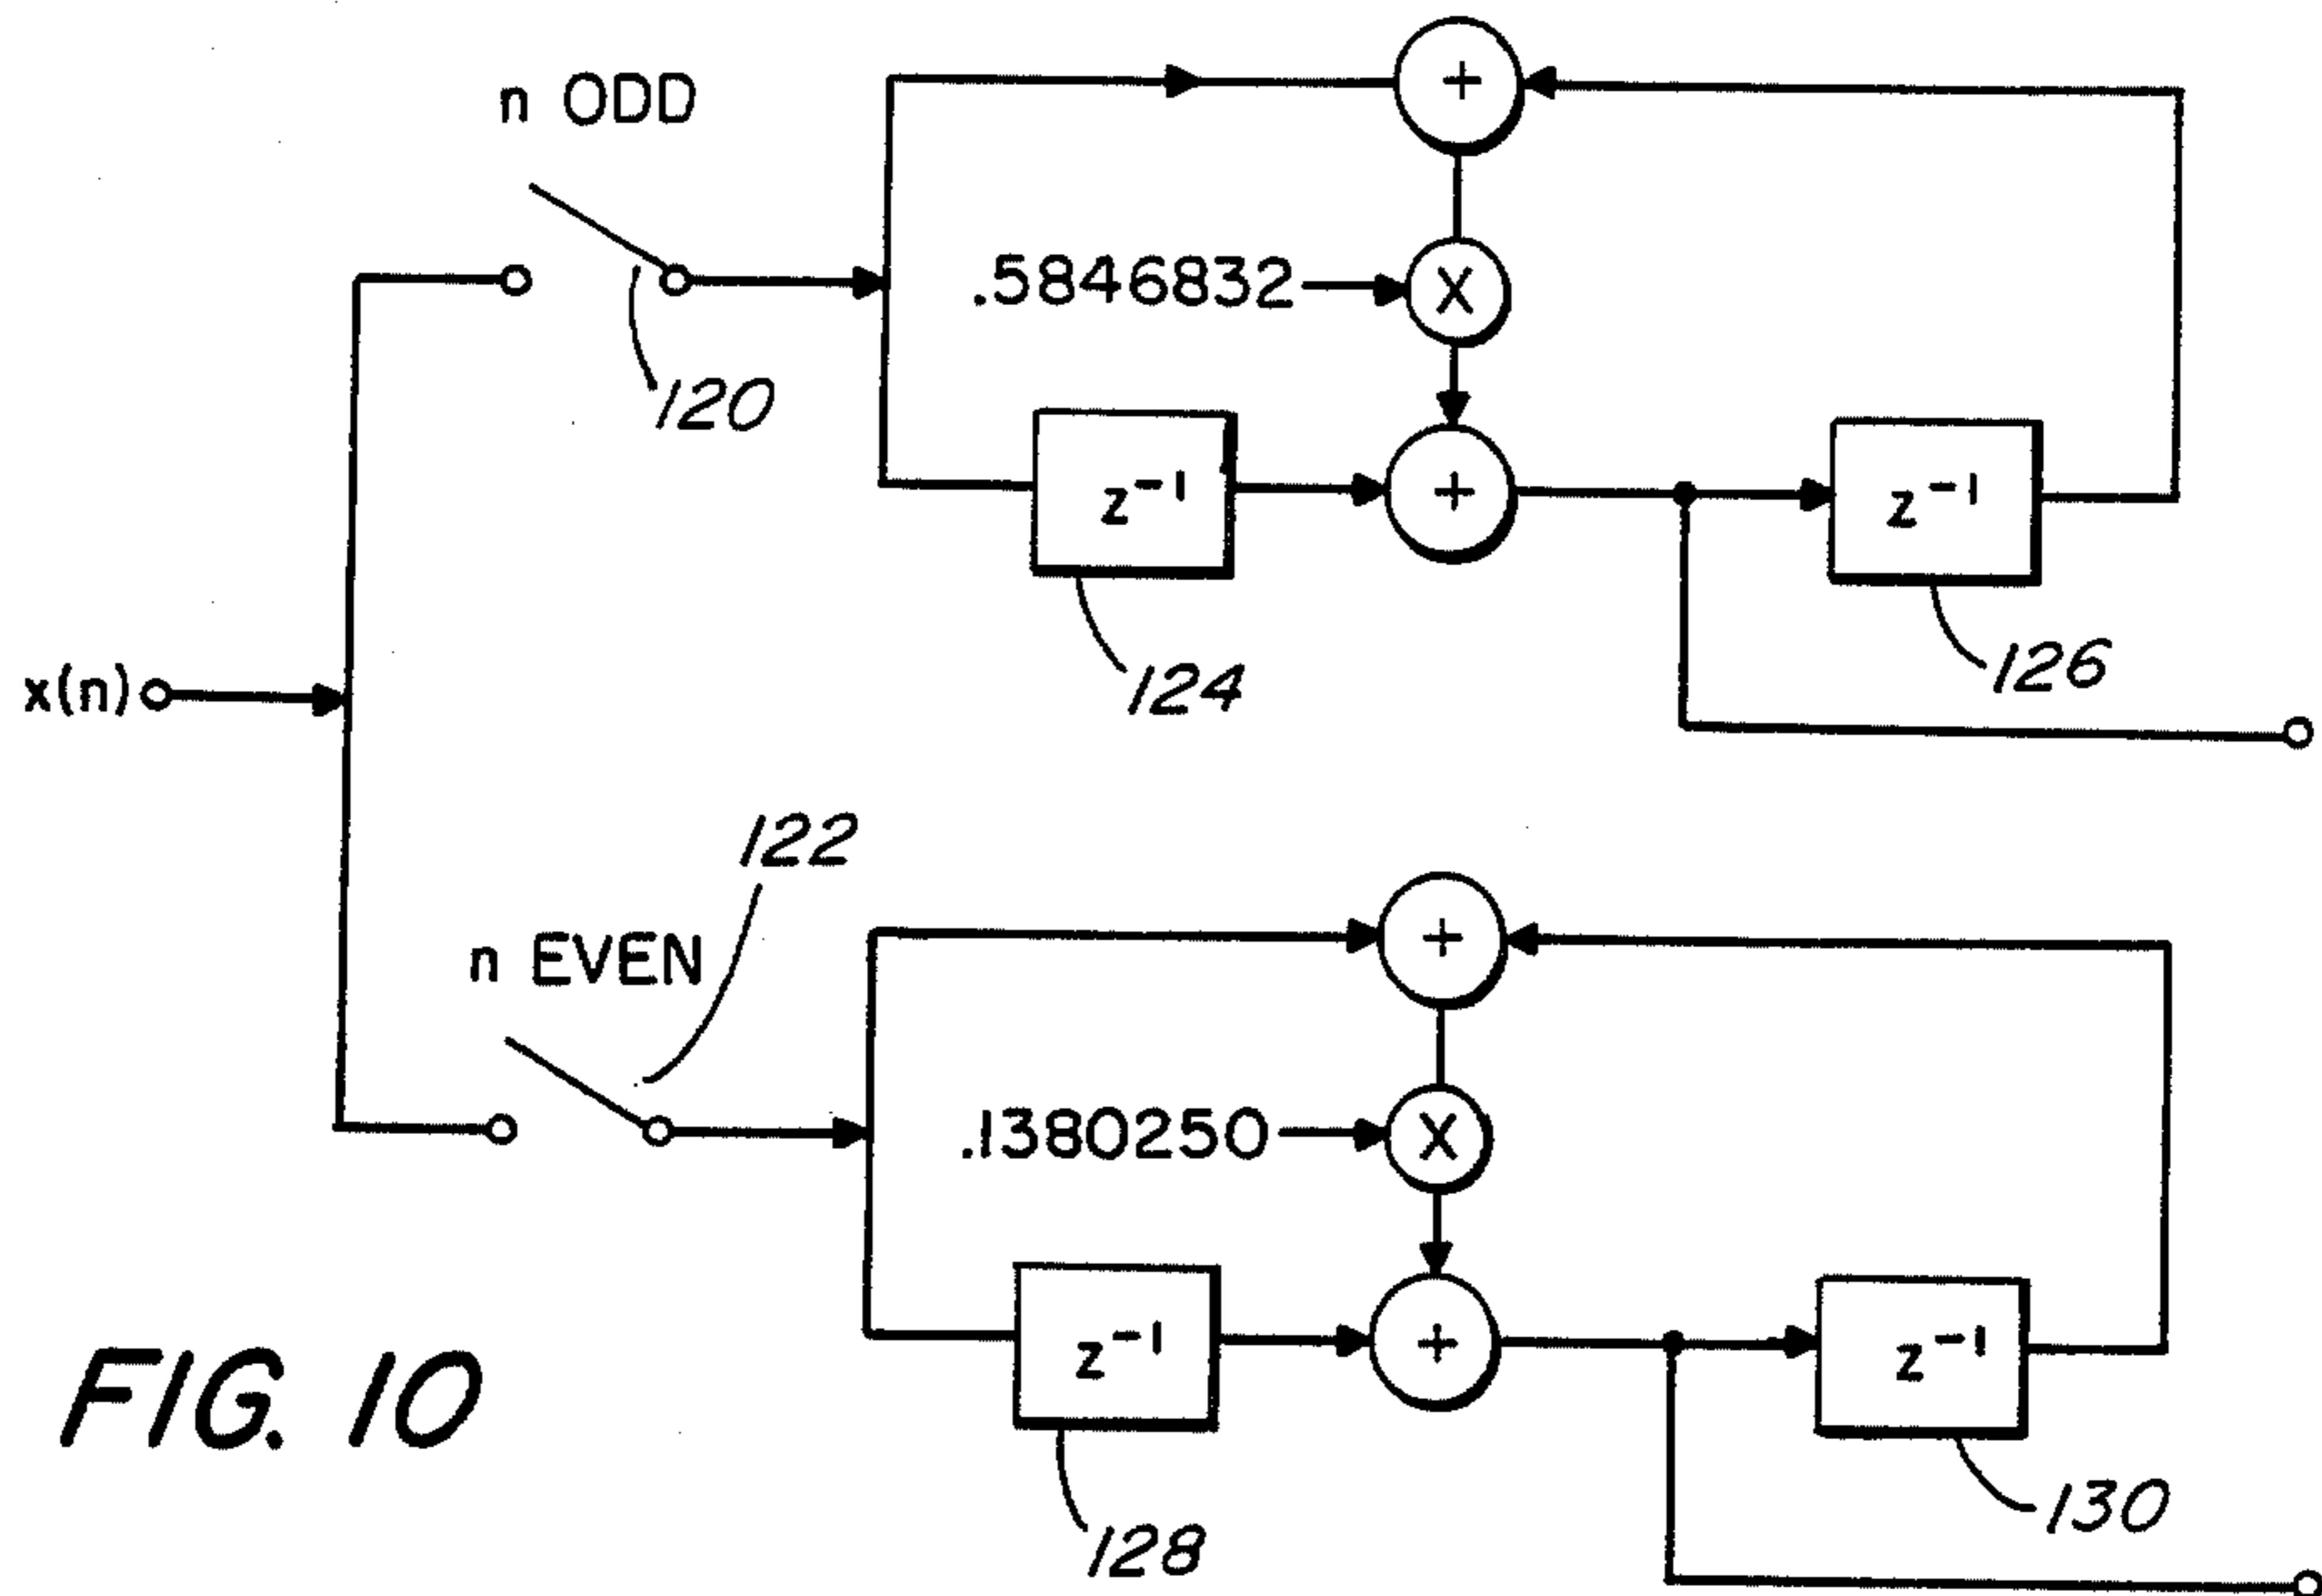 n ODD
+
.5846832
X
120
z⁻¹
+
z⁻¹
x(n)
124
126
122
n EVEN
+
.1380250
X
z⁻¹
+
z⁻¹
FIG. 10
128
130